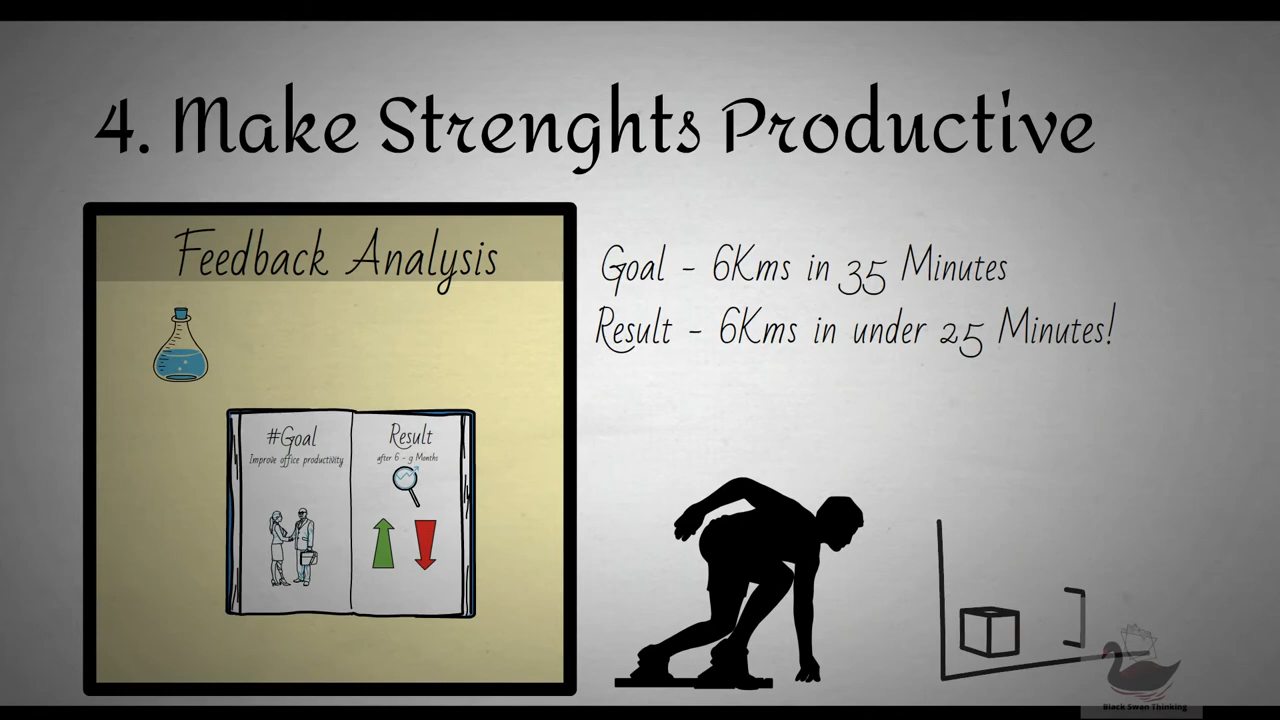 4. Make Strenghts Productive
Feedback Analysis
Goal - 6Kms in 35 Minutes
Result - 6Kms in under 25 Minutes!
#Goal
Improve office productivity
Result
after 6 - 9 Months
Black Swan Thinking